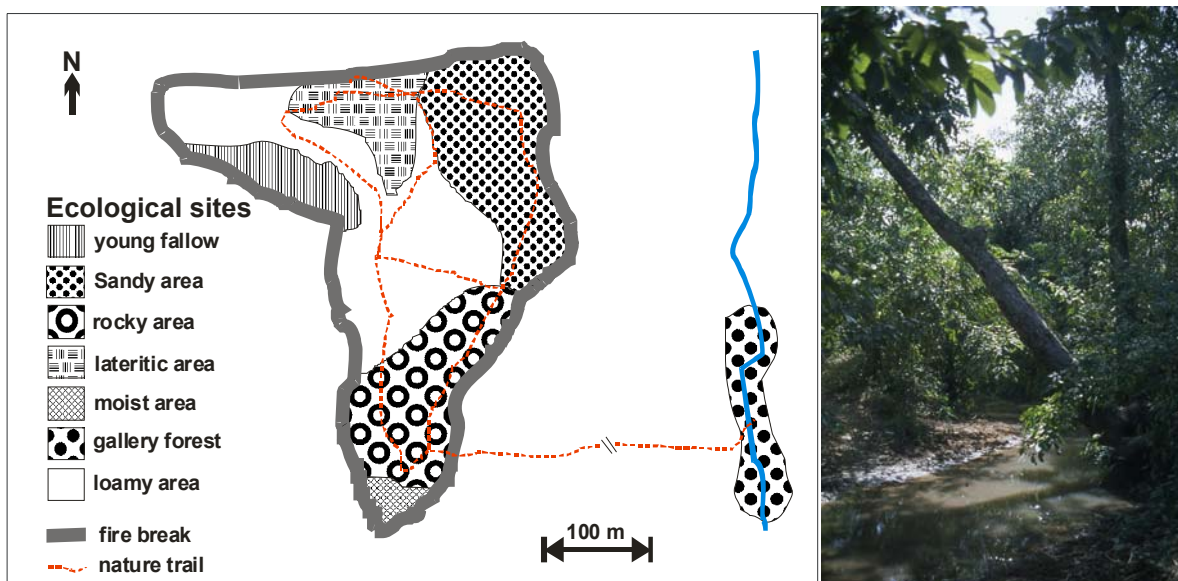 N
Ecological sites
young fallow
Sandy area
rocky area
lateritic area
moist area
gallery forest
loamy area
fire break
nature trail
100 m